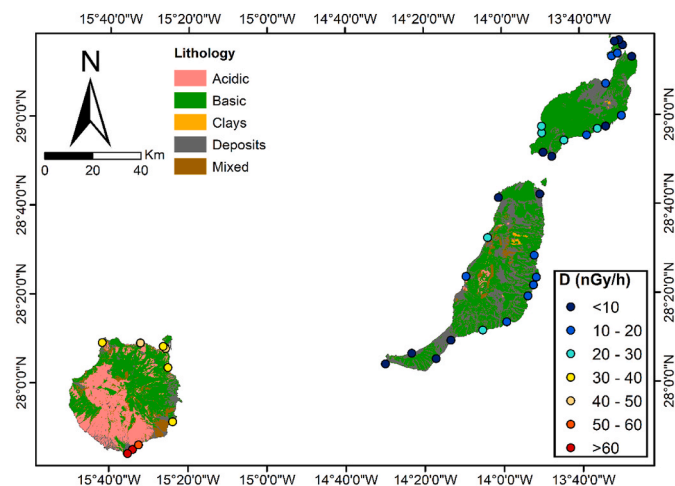 15°40'0"W 15°20'0"W 15°0'0"W 14°40'0"W 14°20'0"W 14°0'0"W 13°40'0"W
Lithology
N
Acidic
Basic
Clays
Deposits
Mixed
Km
0 20 40
29°0'0"N 29°0'0"N
28°40'0"N 28°40'0"N
28°20'0"N 28°20'0"N
28°0'0"N 28°0'0"N
D (nGy/h)
<10
10 - 20
20 - 30
30 - 40
40 - 50
50 - 60
>60
15°40'0"W 15°20'0"W 15°0'0"W 14°40'0"W 14°20'0"W 14°0'0"W 13°40'0"W